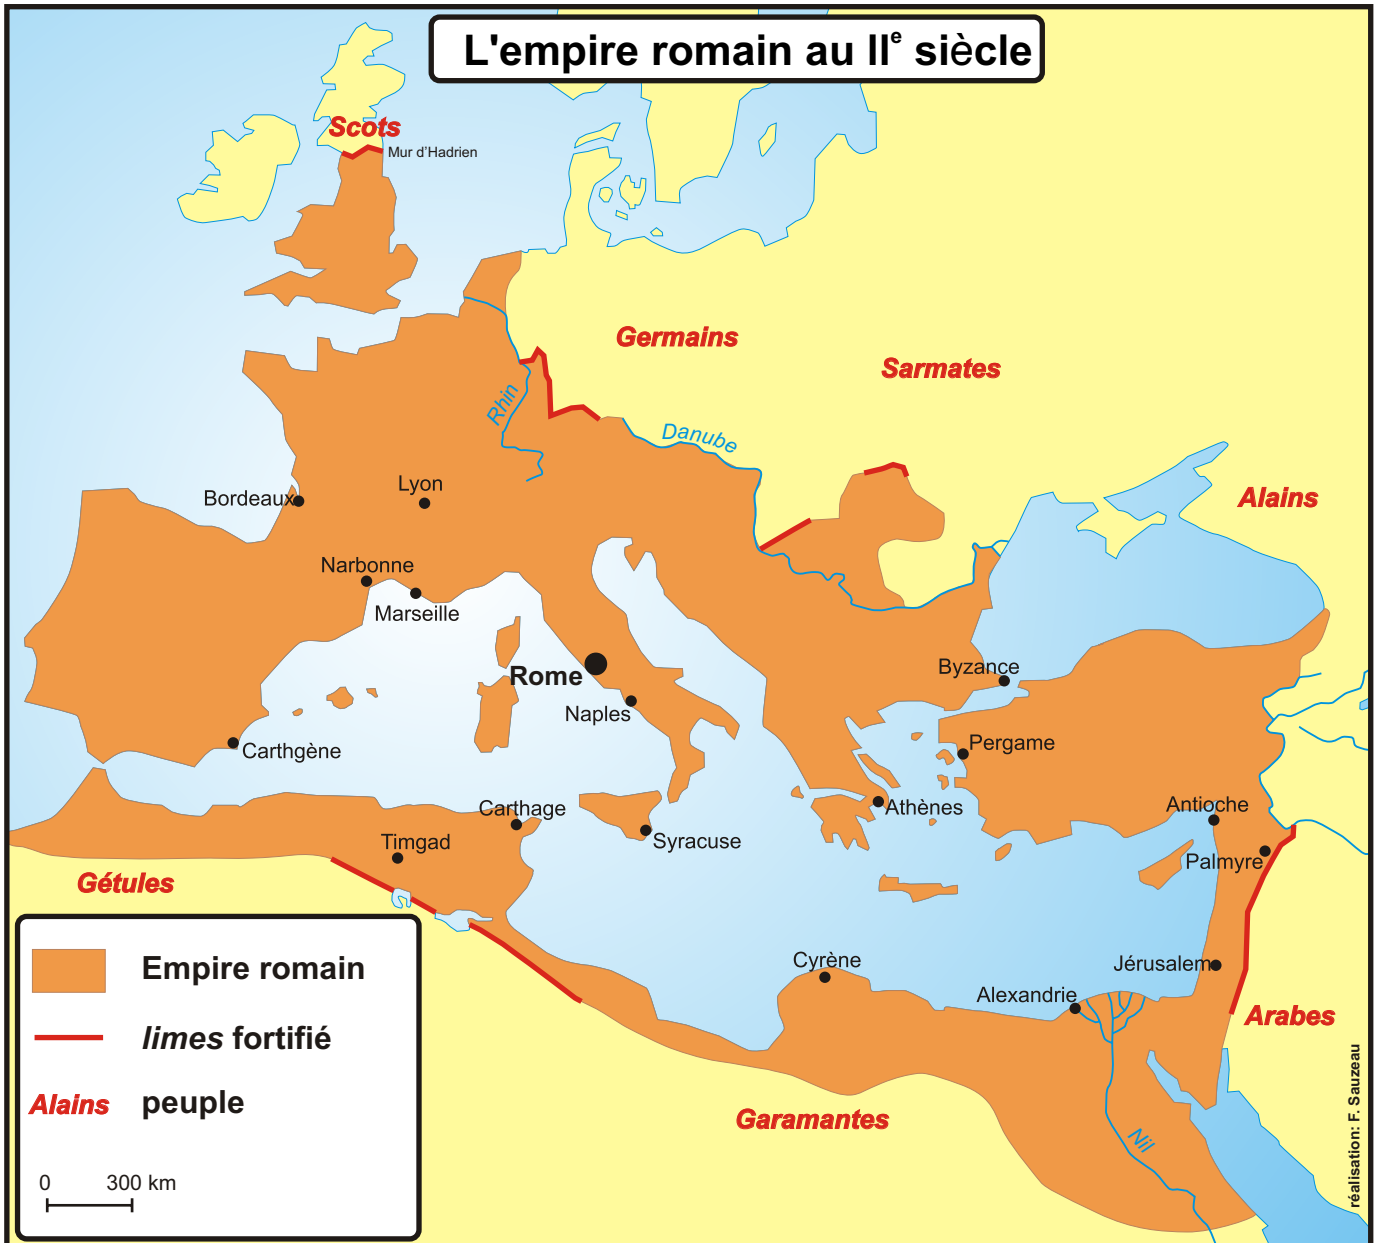 L'empire romain au IIe siècle
Scots
Mur d'Hadrien
Germains
Sarmates
Rhin
Danube
Alains
Bordeaux
Lyon
Narbonne
Marseille
Rome
Naples
Byzance
Carthgène
Pergame
Carthage
Athènes
Antioche
Timgad
Syracuse
Palmyre
Gétules
Cyrène
Jérusalem
Alexandrie
Arabes
Garamantes
Nil
Empire romain
limes fortifié
Alains peuple
0 300 km
réalisation: F. Sauzeau